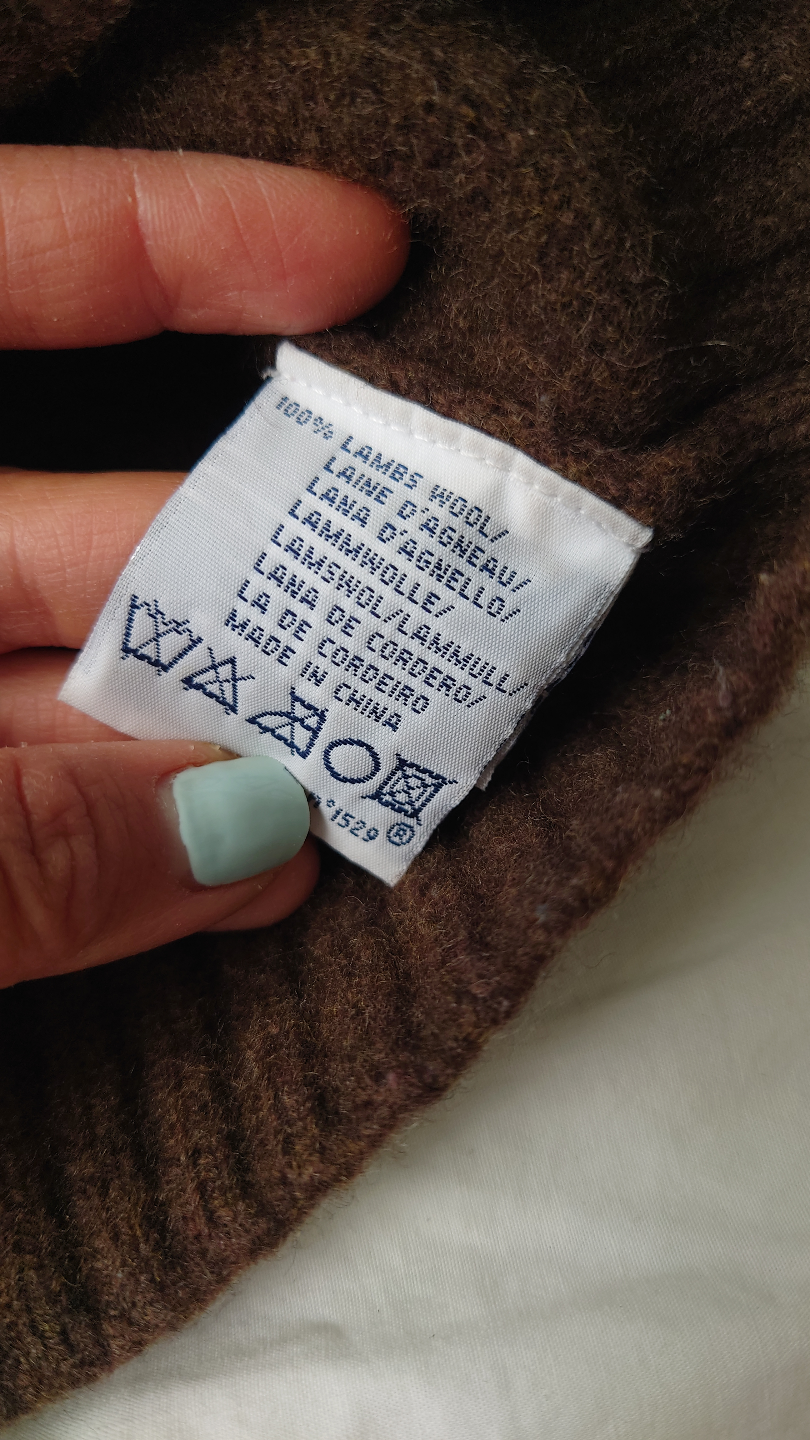 100% LAMBS WOOL/
LAINE D'AGNEAU/
LANA D'AGNELLO/
LAMMWOLLE/
LAMSWOL/LAMMULL/
LANA DE CORDERO/
LA DE CORDEIRO
MADE IN CHINA
N°1529 ®